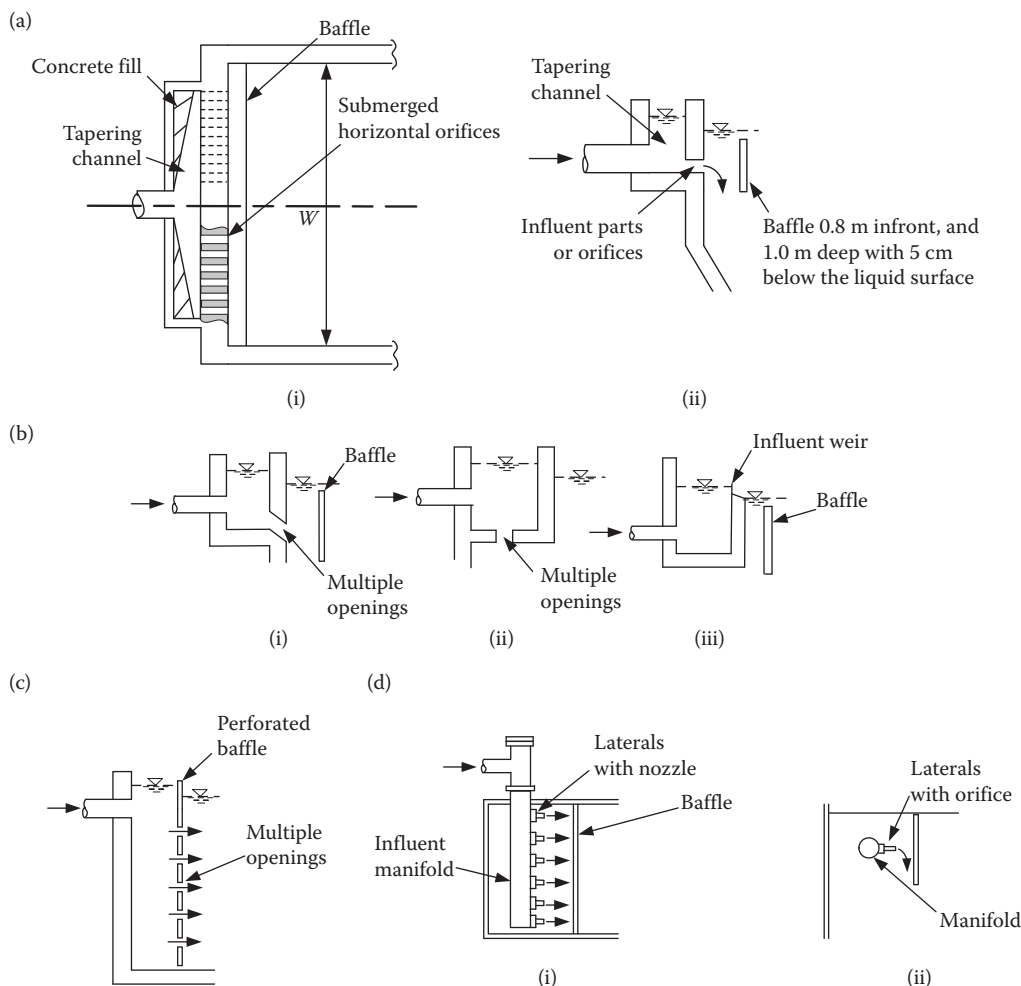 (a)
Baffle
Concrete fill
Tapering
channel
Submerged
horizontal orifices
W
(i)
Tapering
channel
Influent parts
or orifices
Baffle 0.8 m infront, and
1.0 m deep with 5 cm
below the liquid surface
(ii)
(b)
Baffle
Multiple
openings
(i)
Multiple
openings
(ii)
Influent weir
Baffle
(iii)
(c)
Perforated
baffle
Multiple
openings
(d)
Laterals
with nozzle
Baffle
Influent
manifold
(i)
Laterals
with orifice
Manifold
(ii)